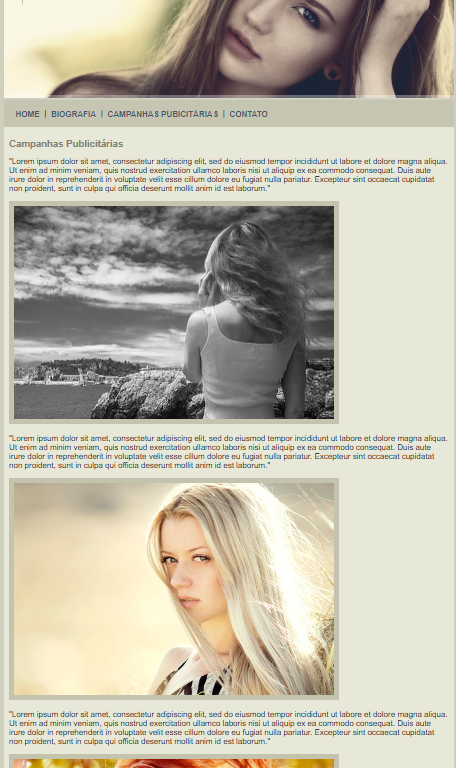 HOME | BIOGRAFIA | CAMPANHAS PUBICITÁRIAS | CONTATO
Campanhas Publicitárias
"Lorem ipsum dolor sit amet, consectetur adipiscing elit, sed do eiusmod tempor incididunt ut labore et dolore magna aliqua.
Ut enim ad minim veniam, quis nostrud exercitation ullamco laboris nisi ut aliquip ex ea commodo consequat. Duis aute
irure dolor in reprehenderit in voluptate velit esse cillum dolore eu fugiat nulla pariatur. Excepteur sint occaecat cupidatat
non proident, sunt in culpa qui officia deserunt mollit anim id est laborum."
"Lorem ipsum dolor sit amet, consectetur adipiscing elit, sed do eiusmod tempor incididunt ut labore et dolore magna aliqua.
Ut enim ad minim veniam, quis nostrud exercitation ullamco laboris nisi ut aliquip ex ea commodo consequat. Duis aute
irure dolor in reprehenderit in voluptate velit esse cillum dolore eu fugiat nulla pariatur. Excepteur sint occaecat cupidatat
non proident, sunt in culpa qui officia deserunt mollit anim id est laborum."
"Lorem ipsum dolor sit amet, consectetur adipiscing elit, sed do eiusmod tempor incididunt ut labore et dolore magna aliqua.
Ut enim ad minim veniam, quis nostrud exercitation ullamco laboris nisi ut aliquip ex ea commodo consequat. Duis aute
irure dolor in reprehenderit in voluptate velit esse cillum dolore eu fugiat nulla pariatur. Excepteur sint occaecat cupidatat
non proident, sunt in culpa qui officia deserunt mollit anim id est laborum."